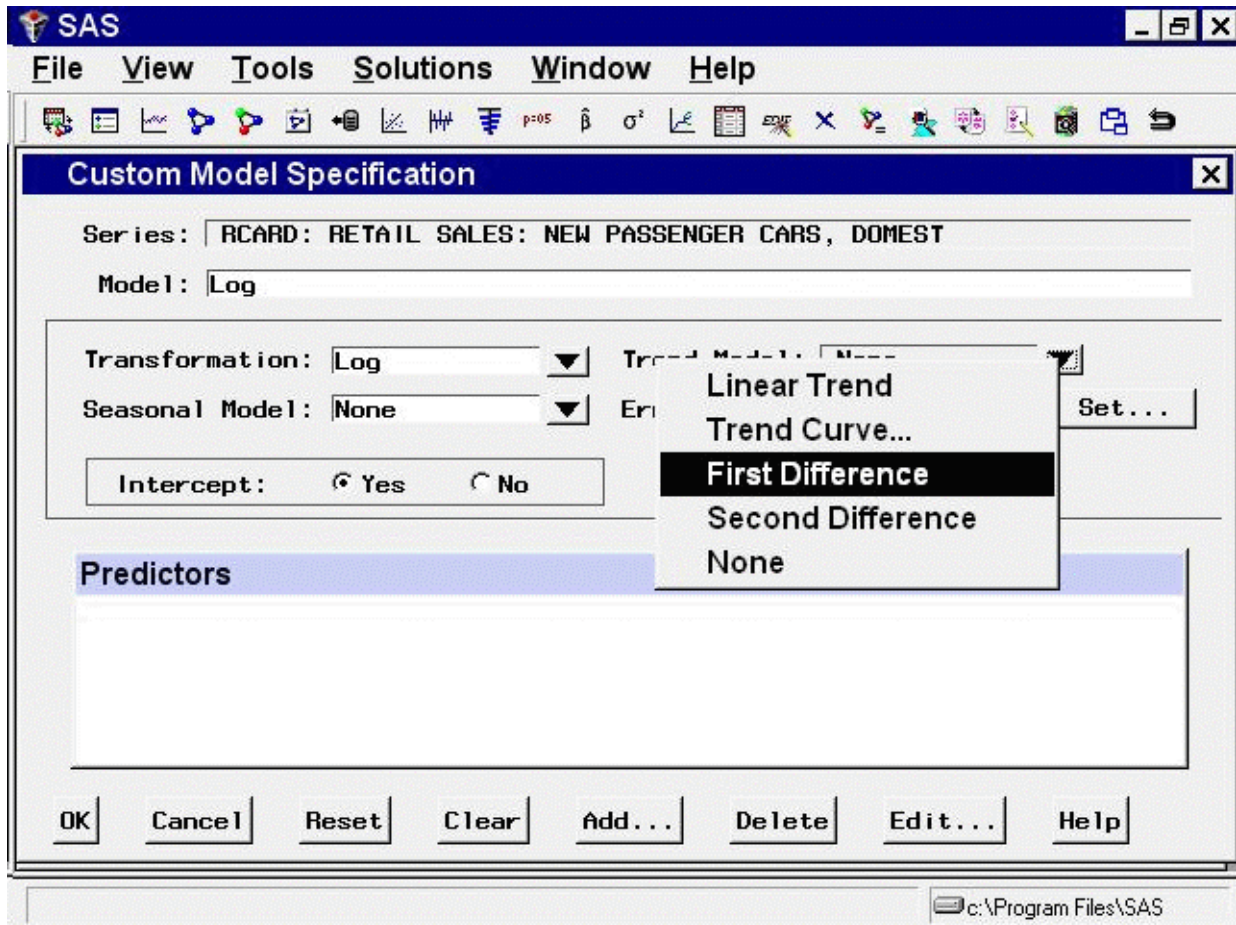 SAS
File View Tools Solutions Window Help
p=05 β̂ σ²
Custom Model Specification
Series: RCARD: RETAIL SALES: NEW PASSENGER CARS, DOMEST
Model: Log
Transformation: Log
Seasonal Model: None
Set...
Linear Trend
Trend Curve...
First Difference
Second Difference
None
Intercept: Yes No
Predictors
OK Cancel Reset Clear Add... Delete Edit... Help
c:\Program Files\SAS